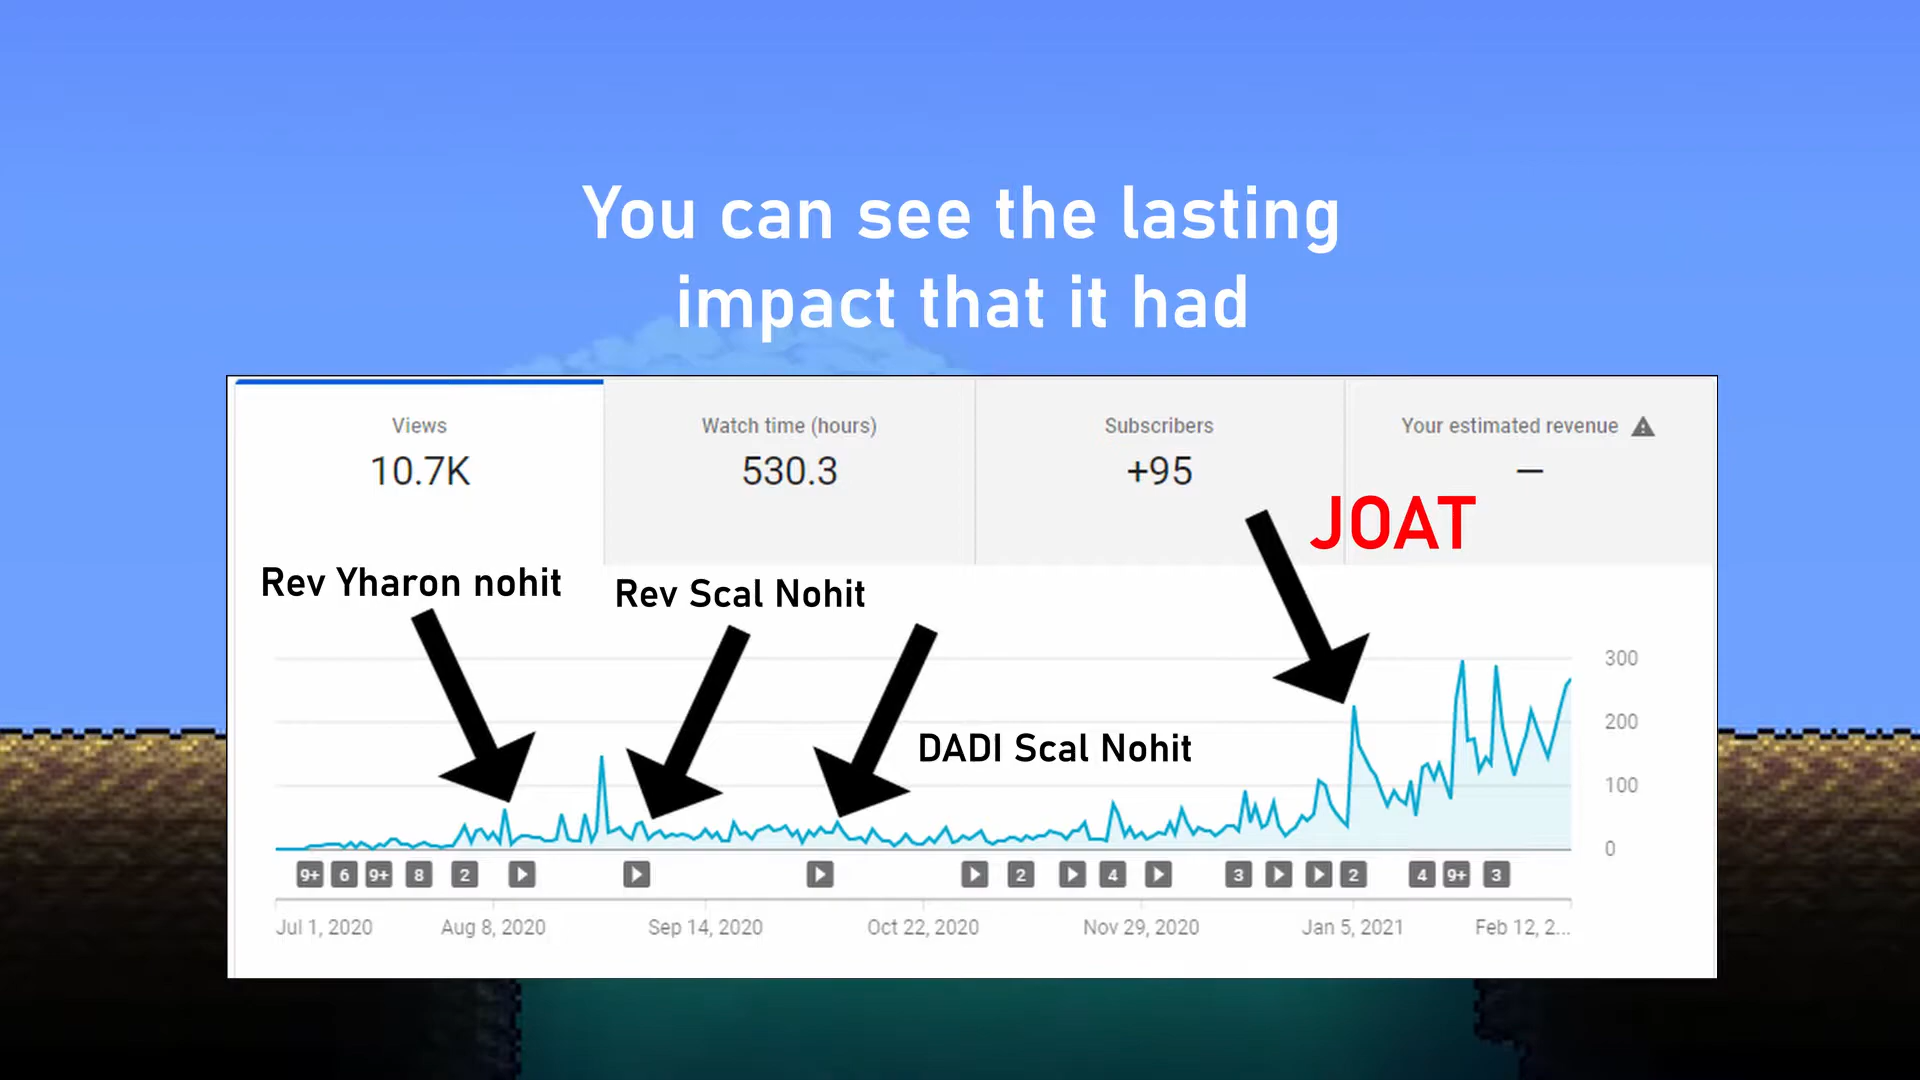 You can see the lasting
impact that it had
Views
10.7K
Watch time (hours)
530.3
Subscribers
+95
Your estimated revenue
—
JOAT
Rev Yharon nohit
Rev Scal Nohit
DADI Scal Nohit
300
200
100
0
9+ 6 9+ 8 2 2 4 3 2 4 9+ 3
Jul 1, 2020 Aug 8, 2020 Sep 14, 2020 Oct 22, 2020 Nov 29, 2020 Jan 5, 2021 Feb 12, 2...